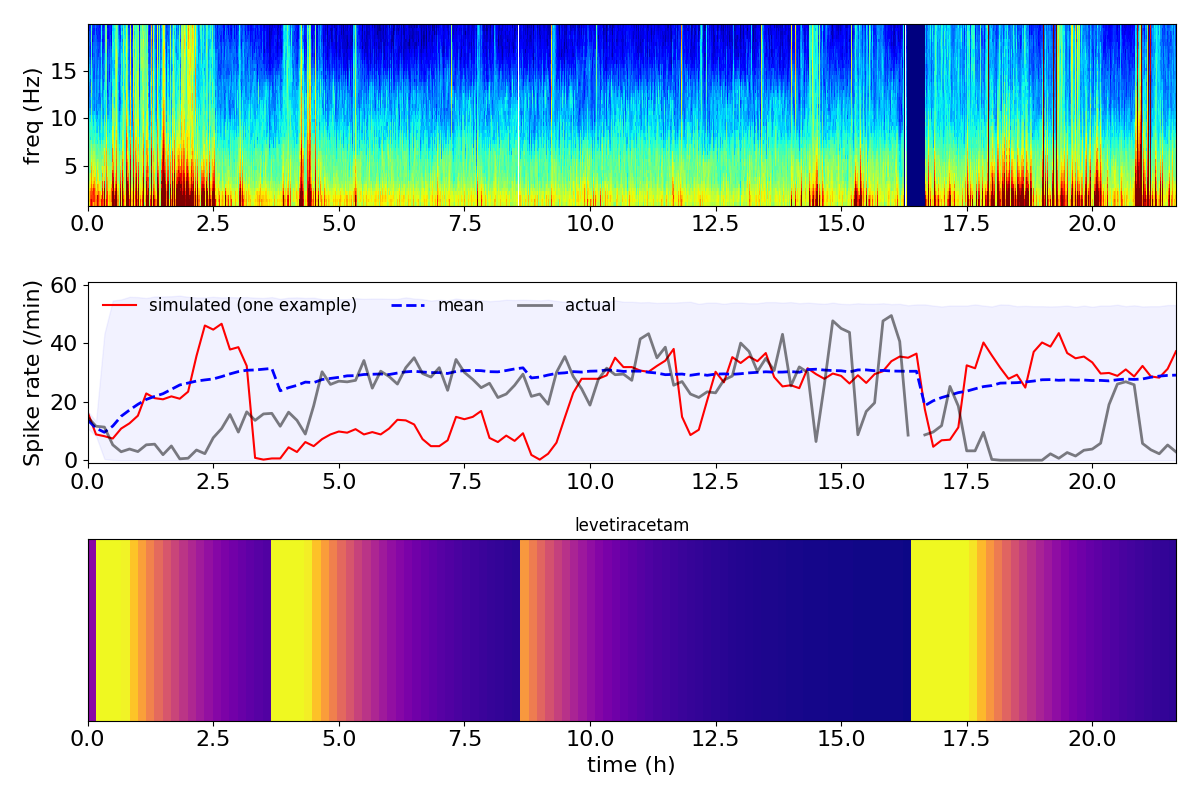 freq (Hz)
15
10
5
0.0 2.5 5.0 7.5 10.0 12.5 15.0 17.5 20.0
Spike rate (/min)
60
40
20
0
simulated (one example) mean actual
0.0 2.5 5.0 7.5 10.0 12.5 15.0 17.5 20.0
levetiracetam
0.0 2.5 5.0 7.5 10.0 12.5 15.0 17.5 20.0
time (h)